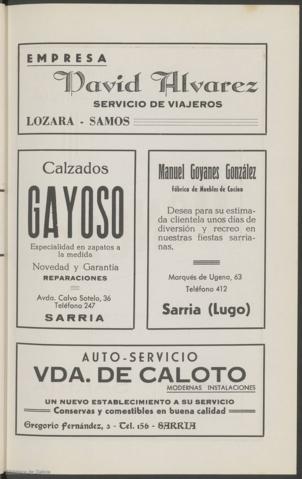 EMPRESA
David Alvarez
SERVICIO DE VIAJEROS
LOZARA - SAMOS
Calzados
GAYOSO
Especialidad en zapatos a
la medida
Novedad y Garantía
REPARACIONES
Avda. Calvo Sotelo, 36
Teléfono 247
SARRIA
Manuel Goyanes González
Fábrica de Muebles de Cocina
Desea para su estima-
da clientela unos días de
diversión y recreo en
nuestras fiestas sarria-
nas.
Marqués de Ugena, 63
Teléfono 412
Sarria (Lugo)
AUTO-SERVICIO
VDA. DE CALOTO
MODERNAS INSTALACIONES
UN NUEVO ESTABLECIMIENTO A SU SERVICIO
Conservas y comestibles en buena calidad
Gregorio Fernández, 3 - Tel. 156 - SARRIA